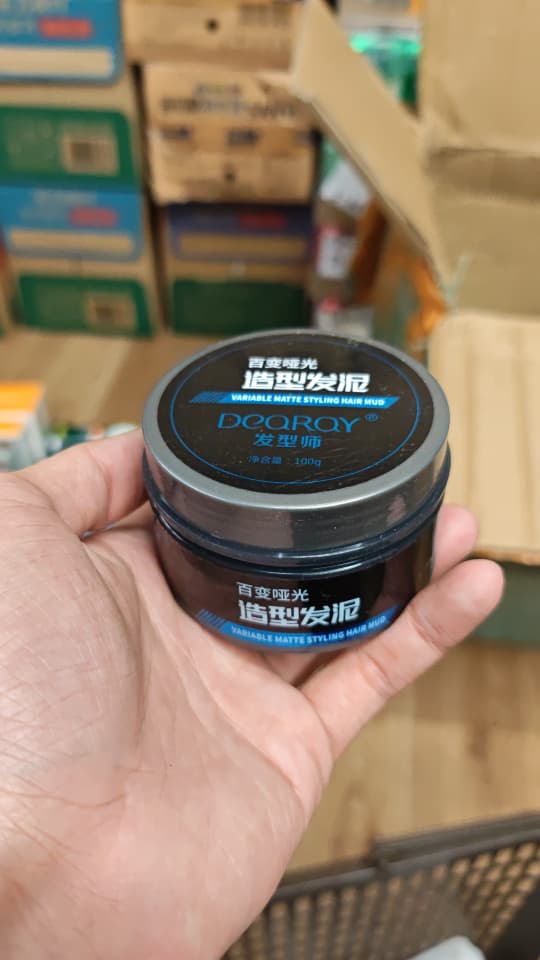 百变哑光
造型发泥
VARIABLE MATTE STYLING HAIR MUD
DeaRay®
发型师
净含量：100g
百变哑光
造型发泥
VARIABLE MATTE STYLING HAIR MUD